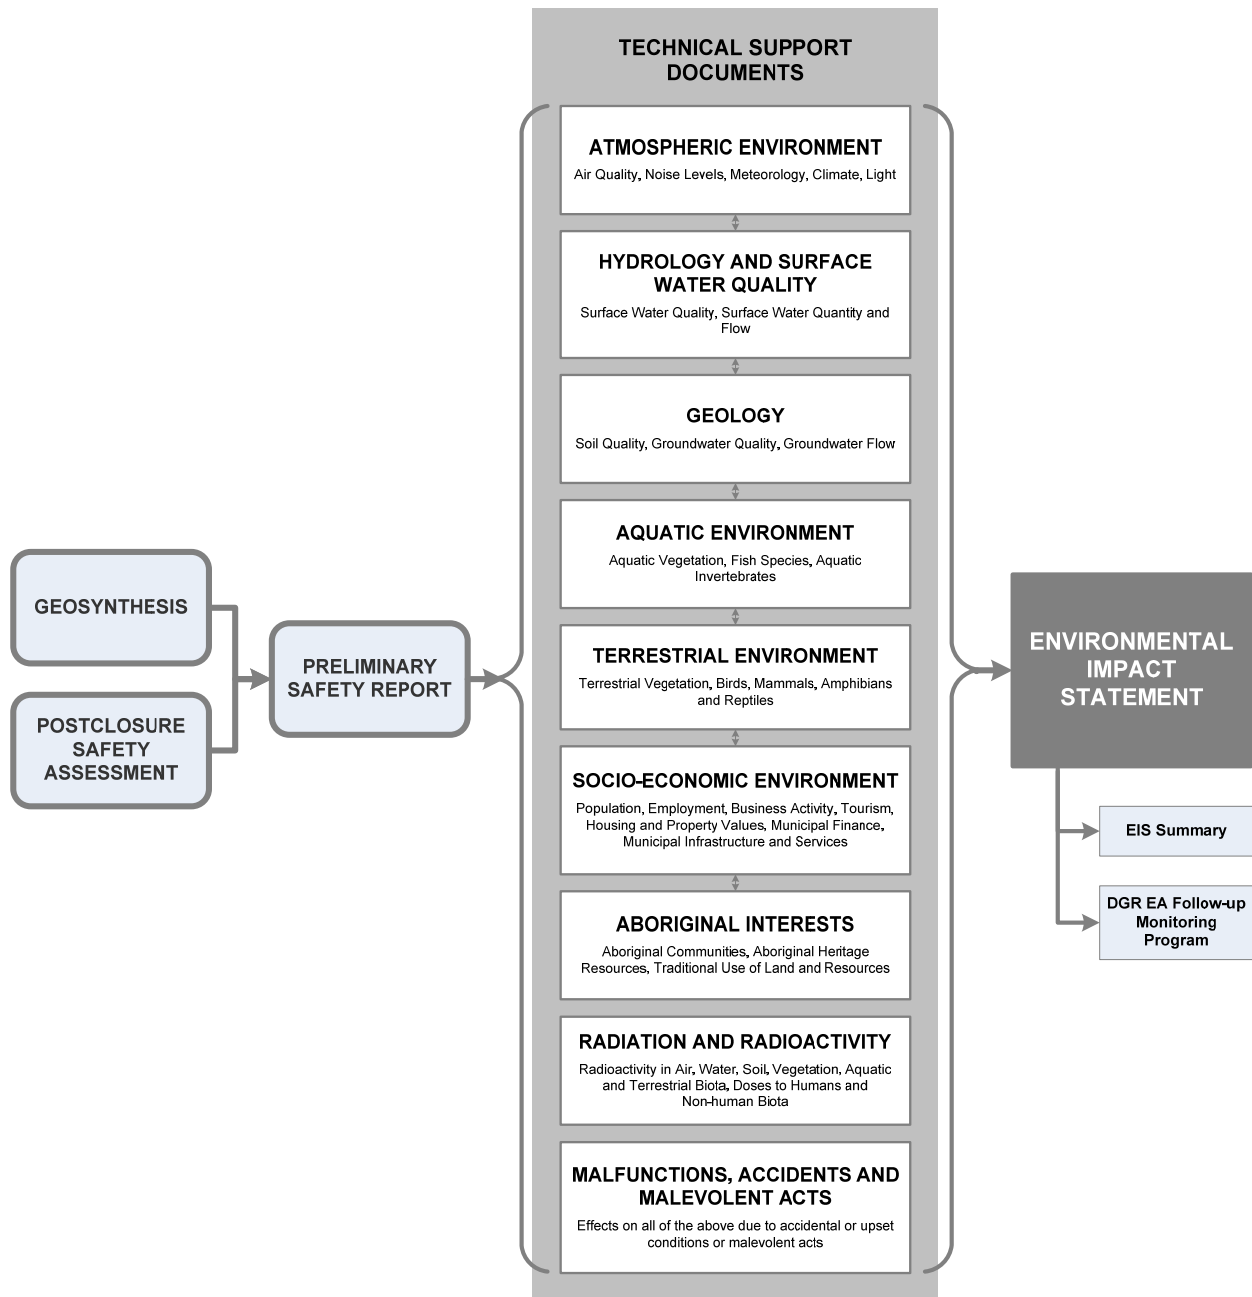 TECHNICAL SUPPORT
DOCUMENTS
ATMOSPHERIC ENVIRONMENT
Air Quality, Noise Levels, Meteorology, Climate, Light
HYDROLOGY AND SURFACE
WATER QUALITY
Surface Water Quality, Surface Water Quantity and
Flow
GEOLOGY
Soil Quality, Groundwater Quality, Groundwater Flow
AQUATIC ENVIRONMENT
Aquatic Vegetation, Fish Species, Aquatic
Invertebrates
TERRESTRIAL ENVIRONMENT
Terrestrial Vegetation, Birds, Mammals, Amphibians
and Reptiles
SOCIO-ECONOMIC ENVIRONMENT
Population, Employment, Business Activity, Tourism,
Housing and Property Values, Municipal Finance,
Municipal Infrastructure and Services
ABORIGINAL INTERESTS
Aboriginal Communities, Aboriginal Heritage
Resources, Traditional Use of Land and Resources
RADIATION AND RADIOACTIVITY
Radioactivity in Air, Water, Soil, Vegetation, Aquatic
and Terrestrial Biota, Doses to Humans and
Non-human Biota
MALFUNCTIONS, ACCIDENTS AND
MALEVOLENT ACTS
Effects on all of the above due to accidental or upset
conditions or malevolent acts
GEOSYNTHESIS
POSTCLOSURE
SAFETY
ASSESSMENT
PRELIMINARY
SAFETY REPORT
ENVIRONMENTAL
IMPACT
STATEMENT
EIS Summary
DGR EA Follow-up
Monitoring
Program